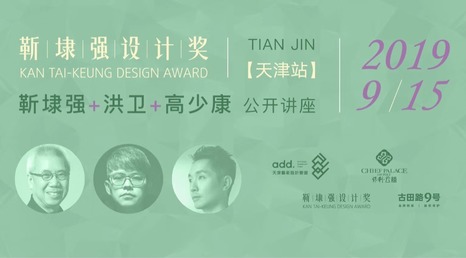 靳埭强设计奖
KAN TAI-KEUNG DESIGN AWARD
TIAN JIN
【天津站】
2019
9/15
靳埭强+洪卫+高少康 公开讲座
add.
CHIEF PALACE
靳埭强设计奖
KAN TAI-KEUNG DESIGN AWARD
古田路9号